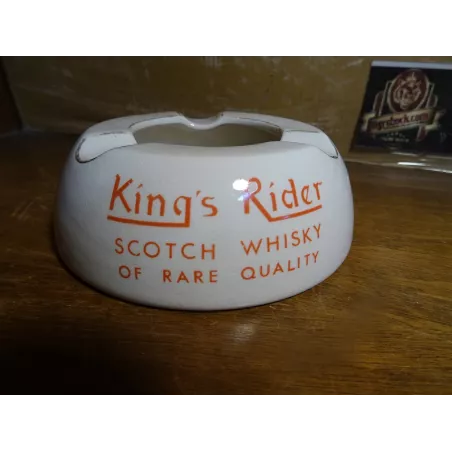 King's Rider
SCOTCH WHISKY
OF RARE QUALITY